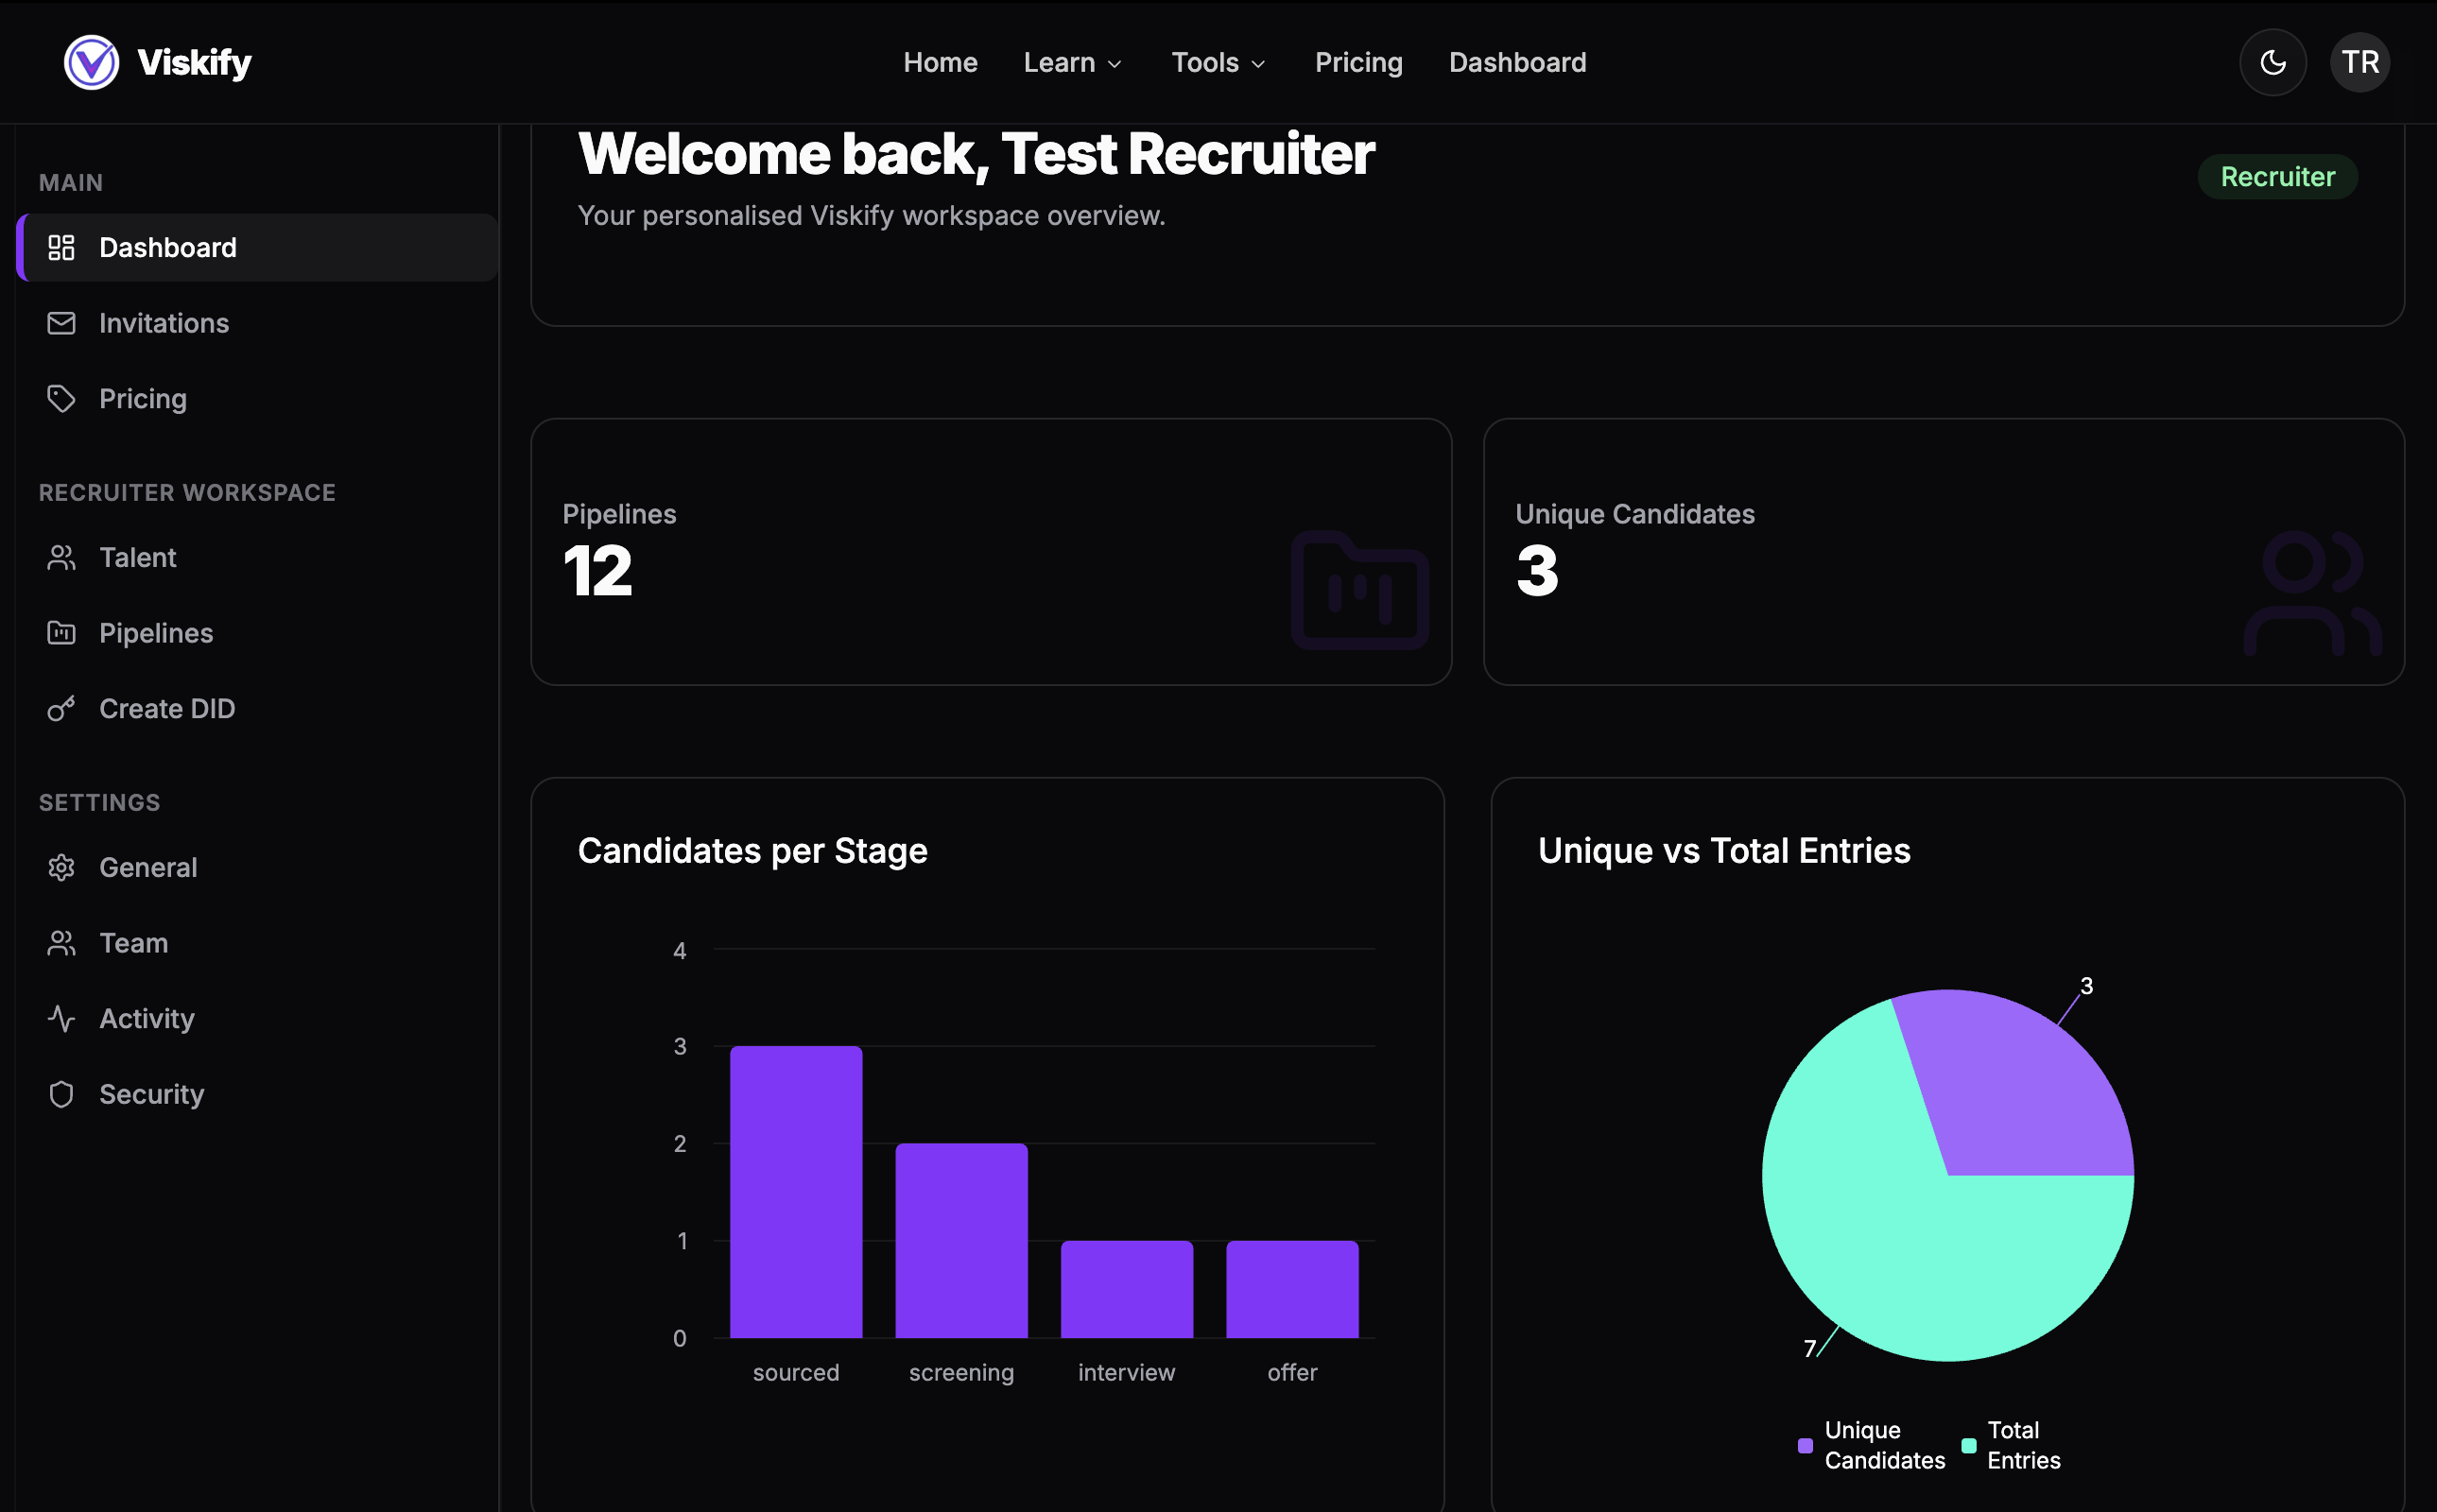 Viskify
Home
Learn
Tools
Pricing
Dashboard
TR
MAIN
Dashboard
Invitations
Pricing
RECRUITER WORKSPACE
Talent
Pipelines
Create DID
SETTINGS
General
Team
Activity
Security
Welcome back, Test Recruiter
Your personalised Viskify workspace overview.
Recruiter
Pipelines
12
Unique Candidates
3
Candidates per Stage
4
3
2
1
0
sourced
screening
interview
offer
Unique vs Total Entries
3
7
Unique
Candidates
Total
Entries